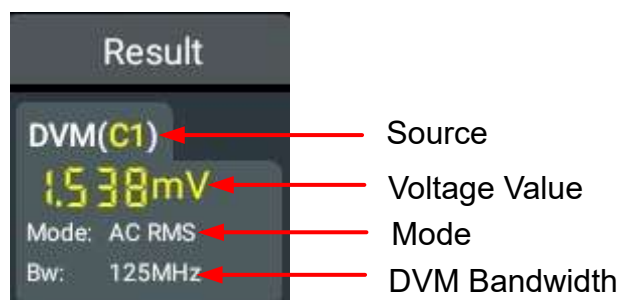 Result
DVM(C1)
Source
1.538mV
Voltage Value
Mode: AC RMS
Mode
Bw: 125MHz
DVM Bandwidth